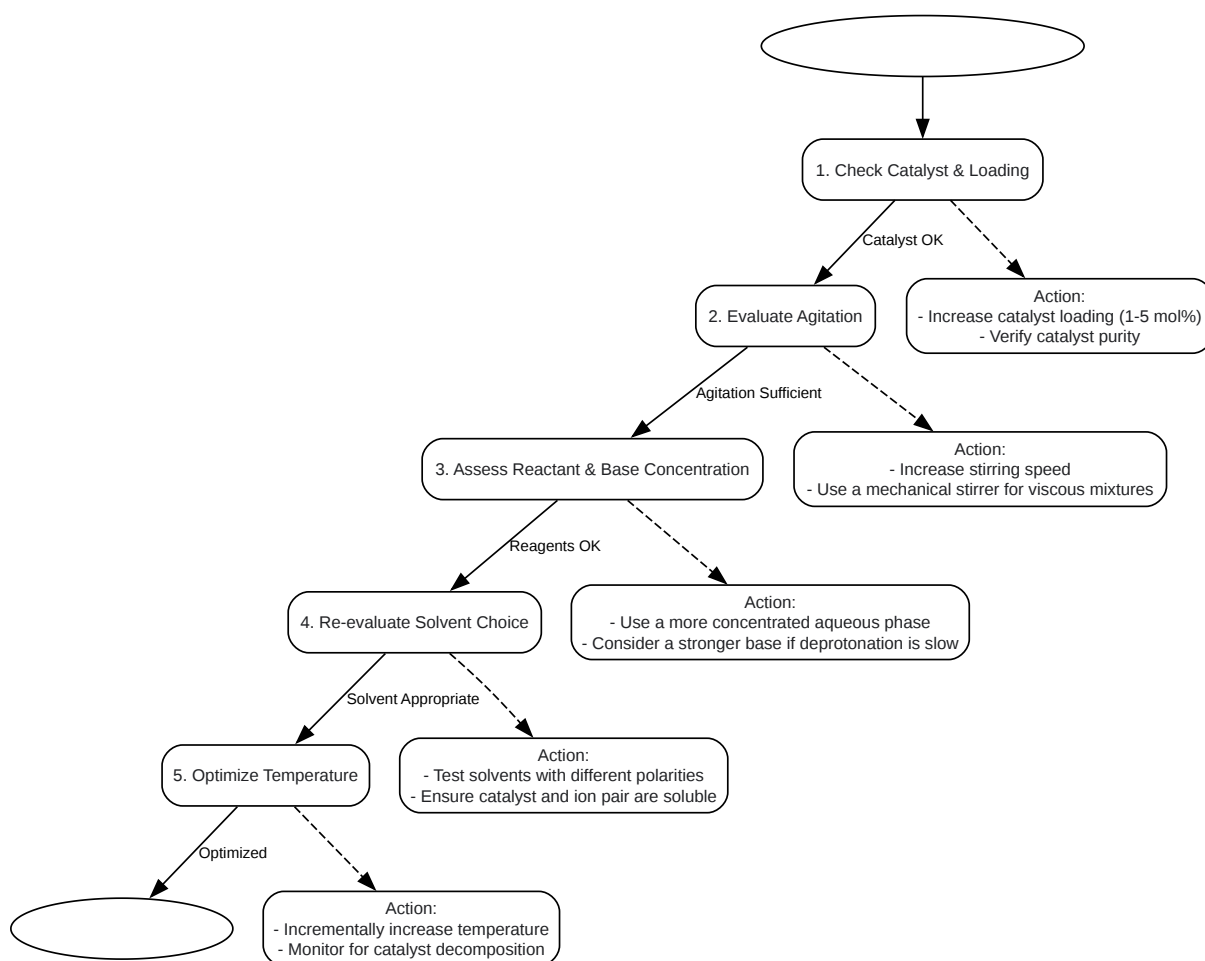 1. Check Catalyst & Loading
Catalyst OK
2. Evaluate Agitation
Action:
- Increase catalyst loading (1-5 mol%)
- Verify catalyst purity
Agitation Sufficient
3. Assess Reactant & Base Concentration
Action:
- Increase stirring speed
- Use a mechanical stirrer for viscous mixtures
Reagents OK
4. Re-evaluate Solvent Choice
Action:
- Use a more concentrated aqueous phase
- Consider a stronger base if deprotonation is slow
Solvent Appropriate
5. Optimize Temperature
Action:
- Test solvents with different polarities
- Ensure catalyst and ion pair are soluble
Optimized
Action:
- Incrementally increase temperature
- Monitor for catalyst decomposition